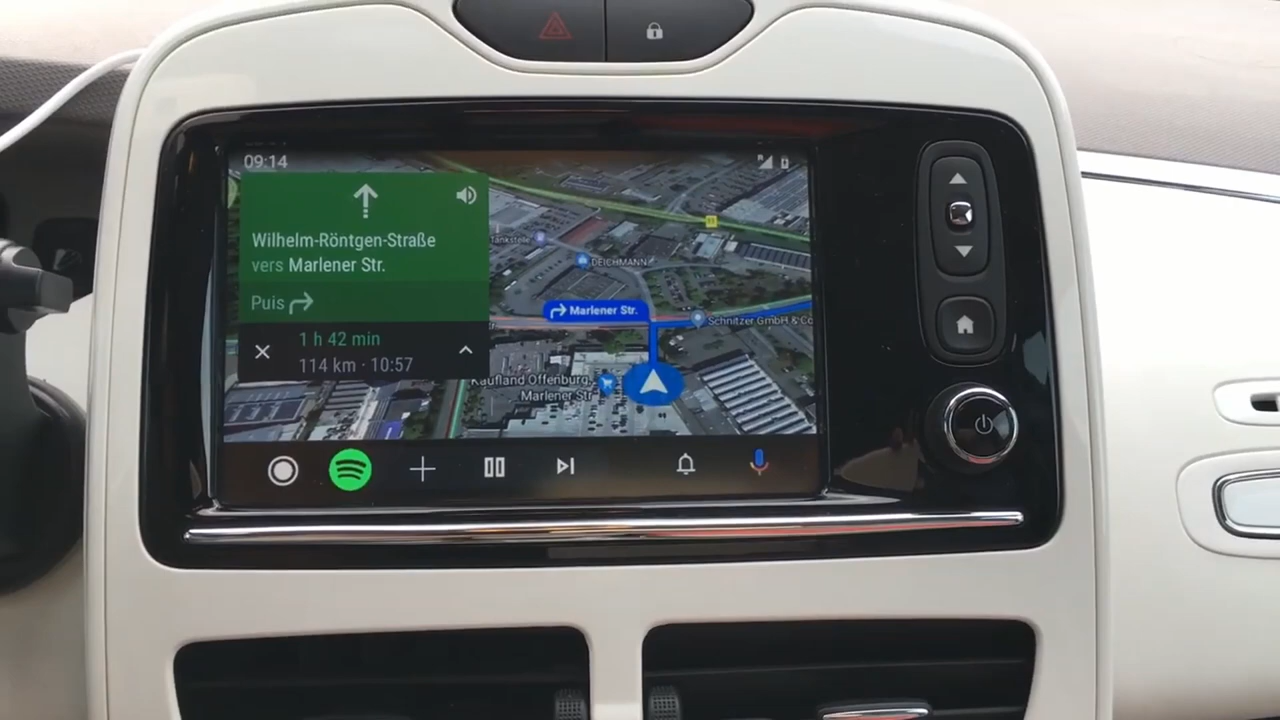 09:14
Wilhelm-Röntgen-Straße
vers Marlener Str.
Puis
1 h 42 min
114 km · 10:57
Tankstelle
DEICHMANN
Marlener Str.
Schnitzer GmbH & Co
Kaufland Offenburg,
Marlener Str